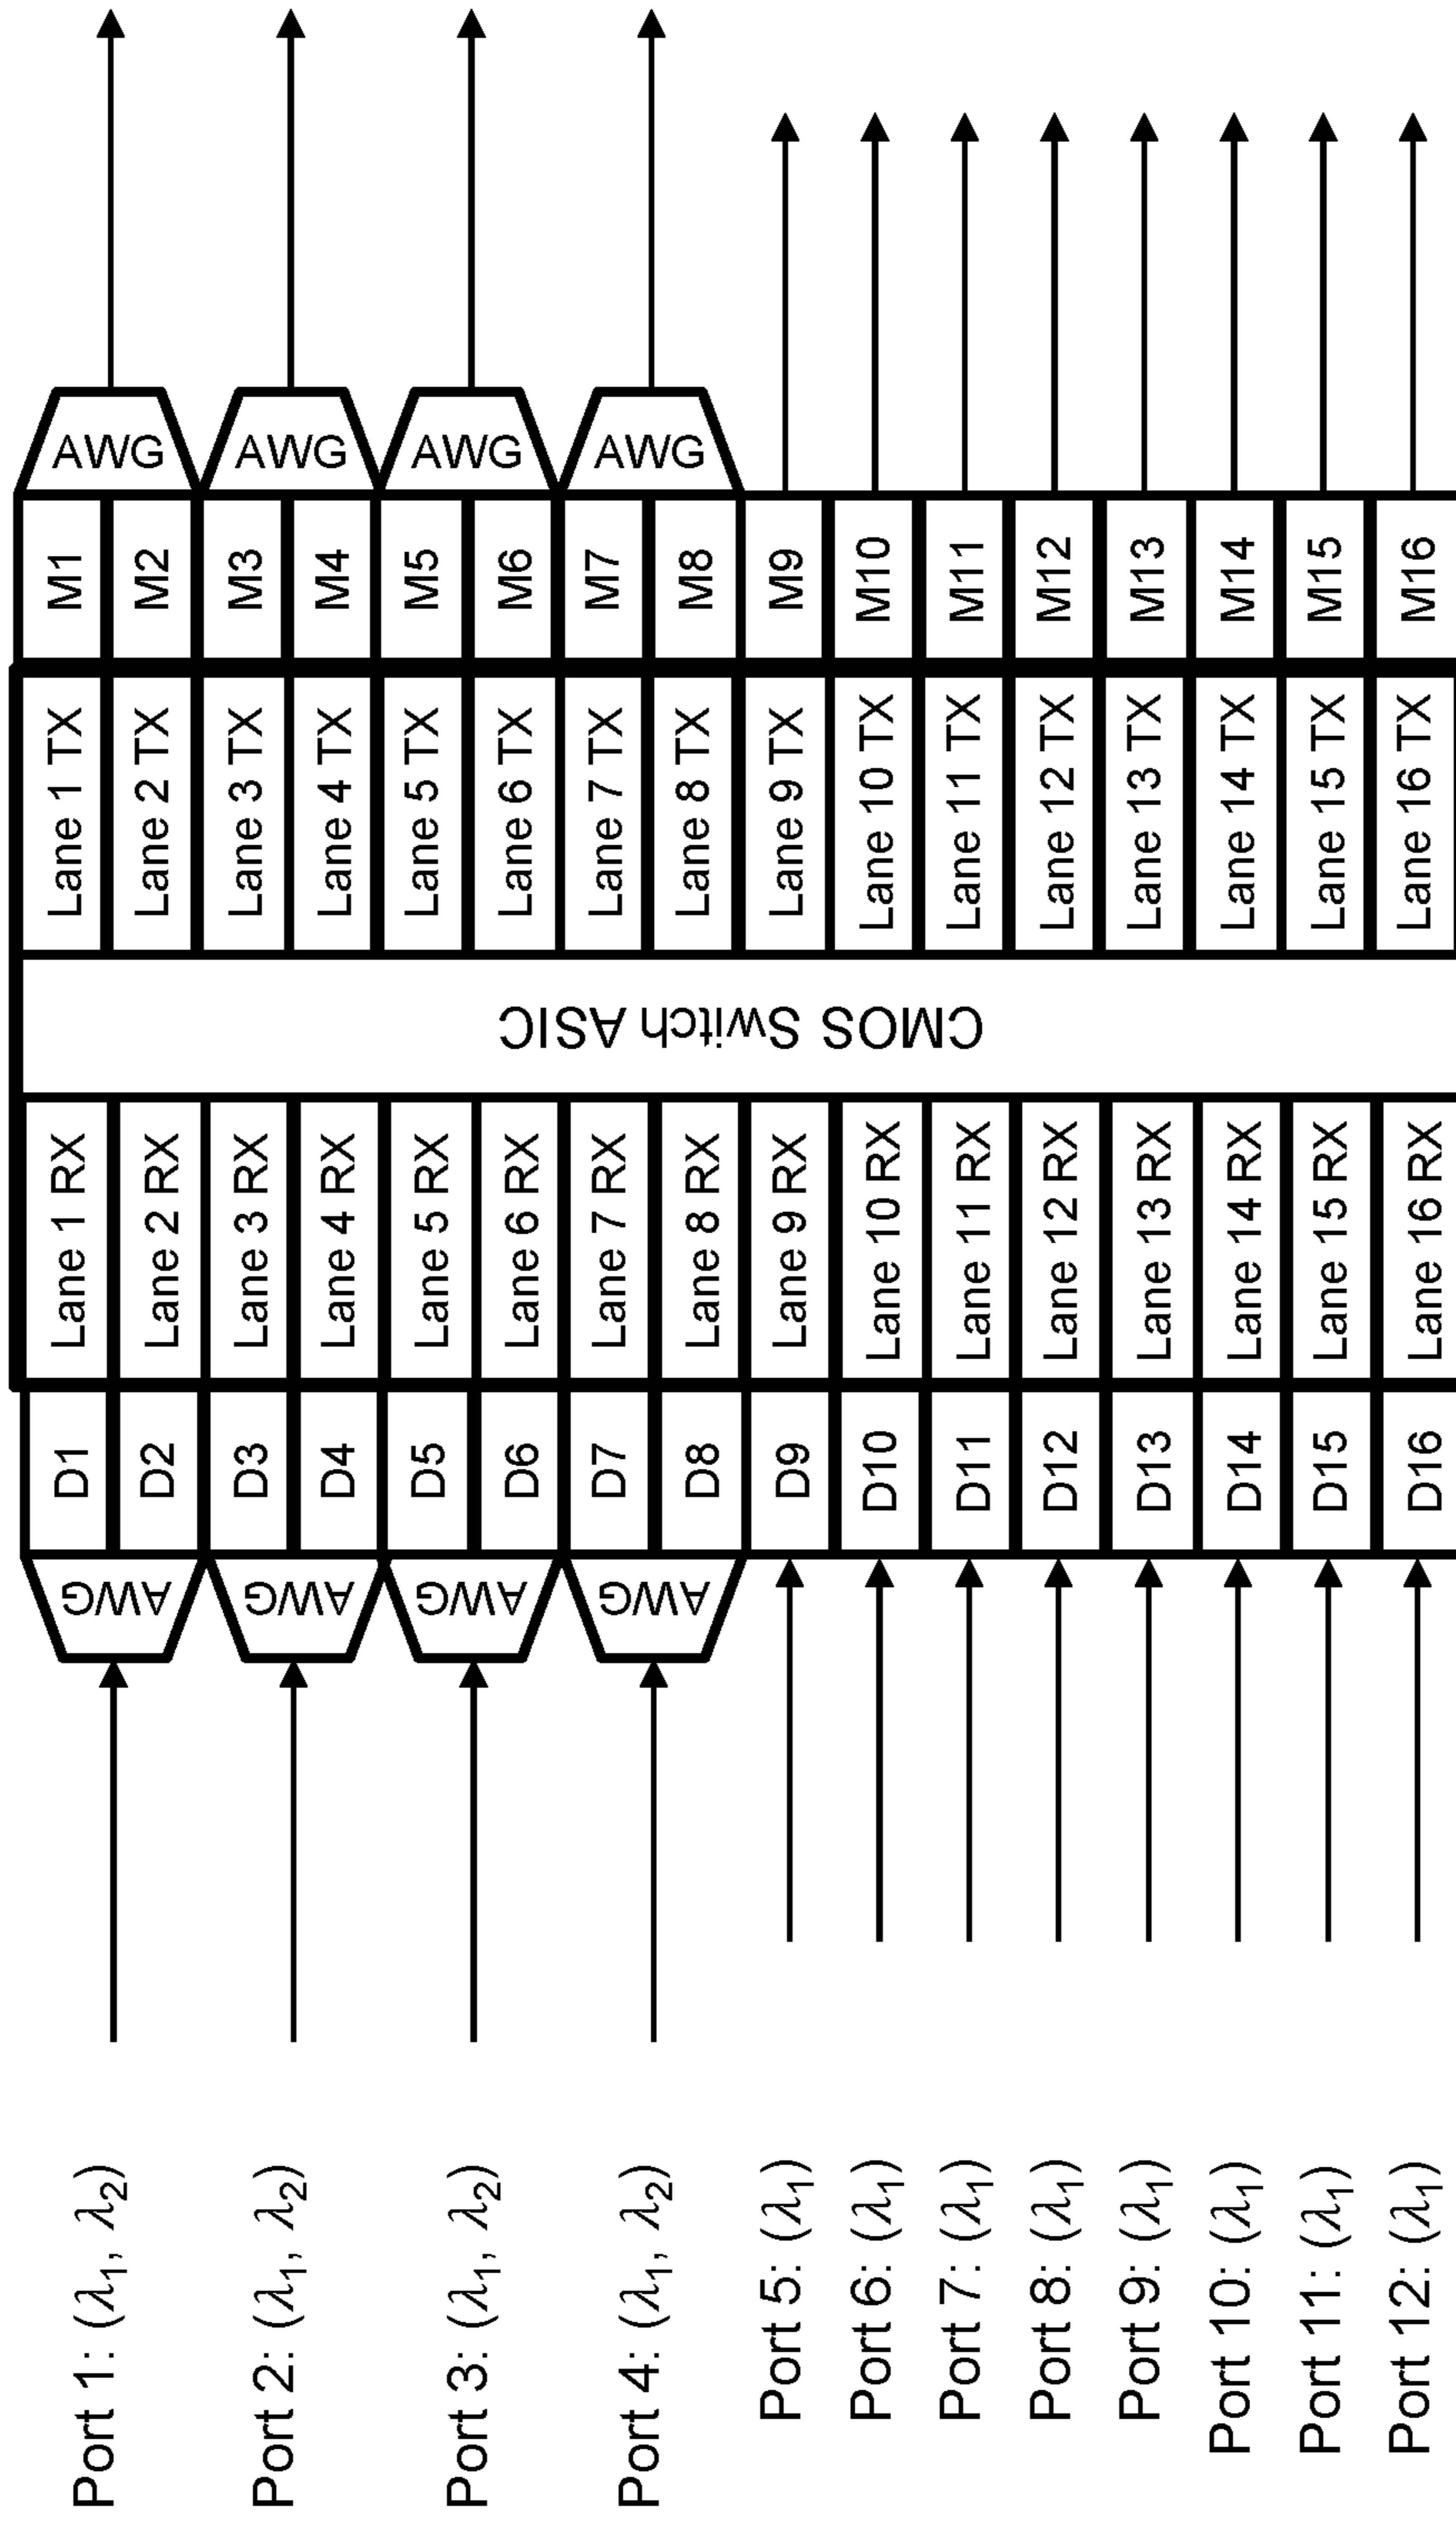 Port 1: (λ1, λ2)
Port 2: (λ1, λ2)
Port 3: (λ1, λ2)
Port 4: (λ1, λ2)
Port 5: (λ1)
Port 6: (λ1)
Port 7: (λ1)
Port 8: (λ1)
Port 9: (λ1)
Port 10: (λ1)
Port 11: (λ1)
Port 12: (λ1)
AWG
AWG
AWG
AWG
D1
D2
D3
D4
D5
D6
D7
D8
D9
D10
D11
D12
D13
D14
D15
D16
Lane 1 RX
Lane 2 RX
Lane 3 RX
Lane 4 RX
Lane 5 RX
Lane 6 RX
Lane 7 RX
Lane 8 RX
Lane 9 RX
Lane 10 RX
Lane 11 RX
Lane 12 RX
Lane 13 RX
Lane 14 RX
Lane 15 RX
Lane 16 RX
CMOS Switch ASIC
Lane 1 TX
Lane 2 TX
Lane 3 TX
Lane 4 TX
Lane 5 TX
Lane 6 TX
Lane 7 TX
Lane 8 TX
Lane 9 TX
Lane 10 TX
Lane 11 TX
Lane 12 TX
Lane 13 TX
Lane 14 TX
Lane 15 TX
Lane 16 TX
M1
M2
M3
M4
M5
M6
M7
M8
M9
M10
M11
M12
M13
M14
M15
M16
AWG
AWG
AWG
AWG